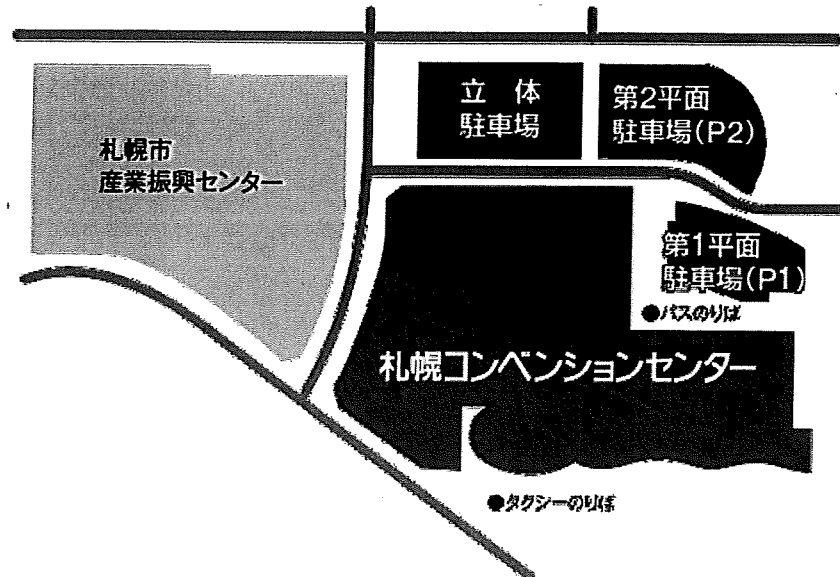 立体
駐車場
第2平面
駐車場(P2)
札幌市
産業振興センター
第1平面
駐車場(P1)
●バスのりば
札幌コンベンションセンター
●タクシーのりば